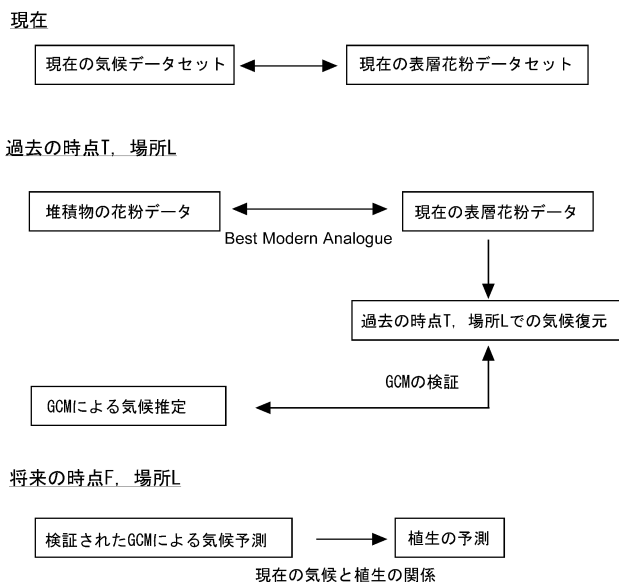 現在
現在の気候データセット
現在の表層花粉データセット
過去の時点T，場所L
堆積物の花粉データ
現在の表層花粉データ
Best Modern Analogue
過去の時点T，場所Lでの気候復元
GCMの検証
GCMによる気候推定
将来の時点F，場所L
検証されたGCMによる気候予測
植生の予測
現在の気候と植生の関係